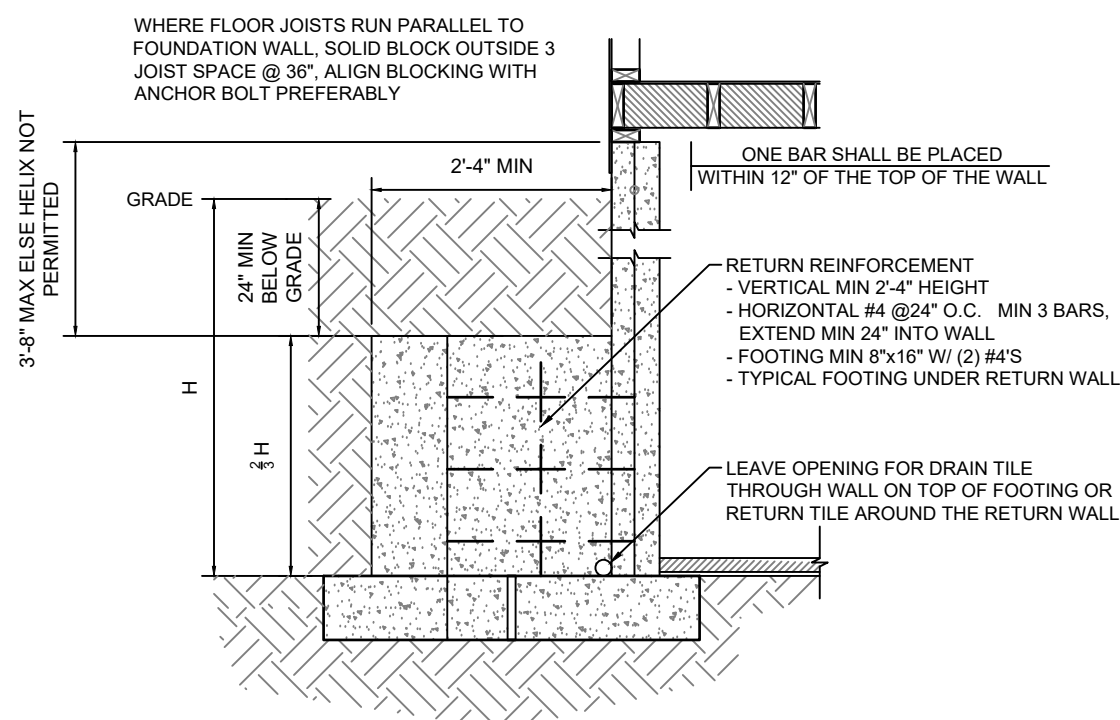 WHERE FLOOR JOISTS RUN PARALLEL TO
FOUNDATION WALL, SOLID BLOCK OUTSIDE 3
JOIST SPACE @ 36", ALIGN BLOCKING WITH
ANCHOR BOLT PREFERABLY
3'-8" MAX ELSE HELIX NOT
PERMITTED
GRADE
2'-4" MIN
24" MIN
BELOW
GRADE
H
⅔ H
ONE BAR SHALL BE PLACED
WITHIN 12" OF THE TOP OF THE WALL
RETURN REINFORCEMENT
- VERTICAL MIN 2'-4" HEIGHT
- HORIZONTAL #4 @24" O.C. MIN 3 BARS,
EXTEND MIN 24" INTO WALL
- FOOTING MIN 8"x16" W/ (2) #4'S
- TYPICAL FOOTING UNDER RETURN WALL
LEAVE OPENING FOR DRAIN TILE
THROUGH WALL ON TOP OF FOOTING OR
RETURN TILE AROUND THE RETURN WALL